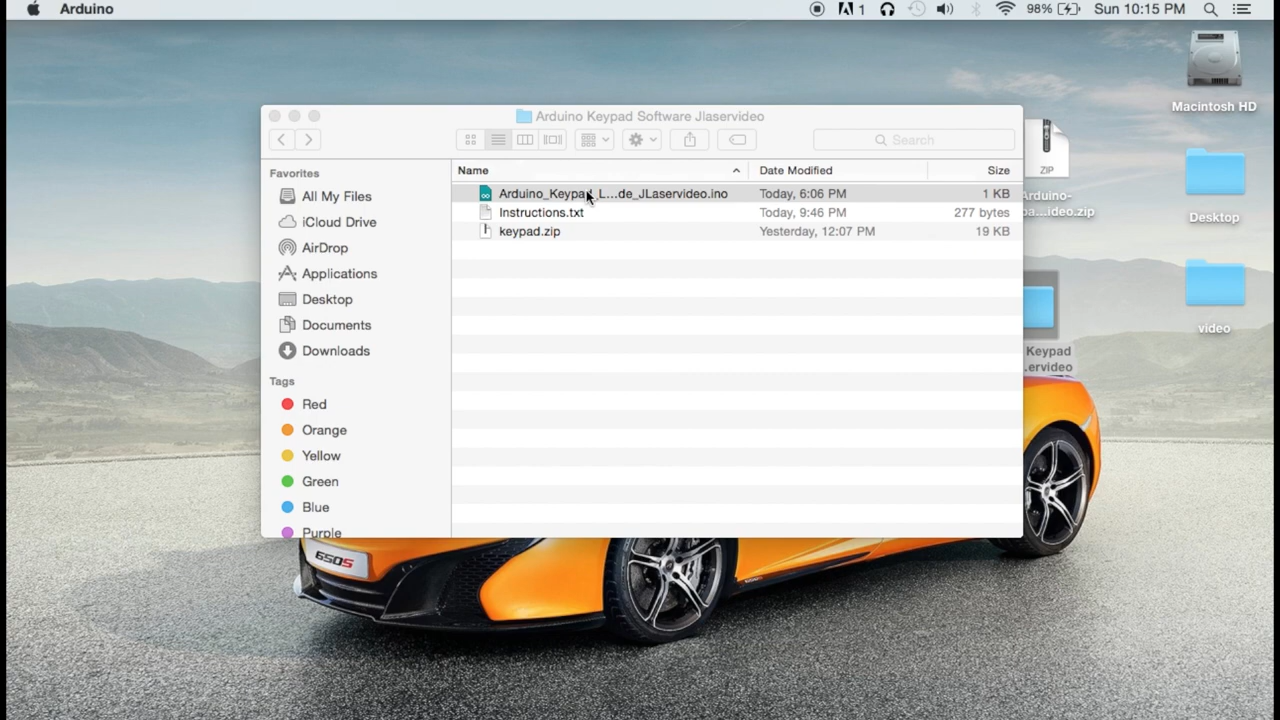 Arduino
1
98%
Sun 10:15 PM
Arduino Keypad Software Jlaservideo
Search
Favorites
All My Files
iCloud Drive
AirDrop
Applications
Desktop
Documents
Downloads
Tags
Red
Orange
Yellow
Green
Blue
Purple
Name
Date Modified
Size
Arduino_Keypad_L...de_JLaservideo.ino
Today, 6:06 PM
1 KB
Instructions.txt
Today, 9:46 PM
277 bytes
keypad.zip
Yesterday, 12:07 PM
19 KB
Macintosh HD
ZIP
Arduino-
pa...ideo.zip
Desktop
Keypad
...ervideo
video
650S